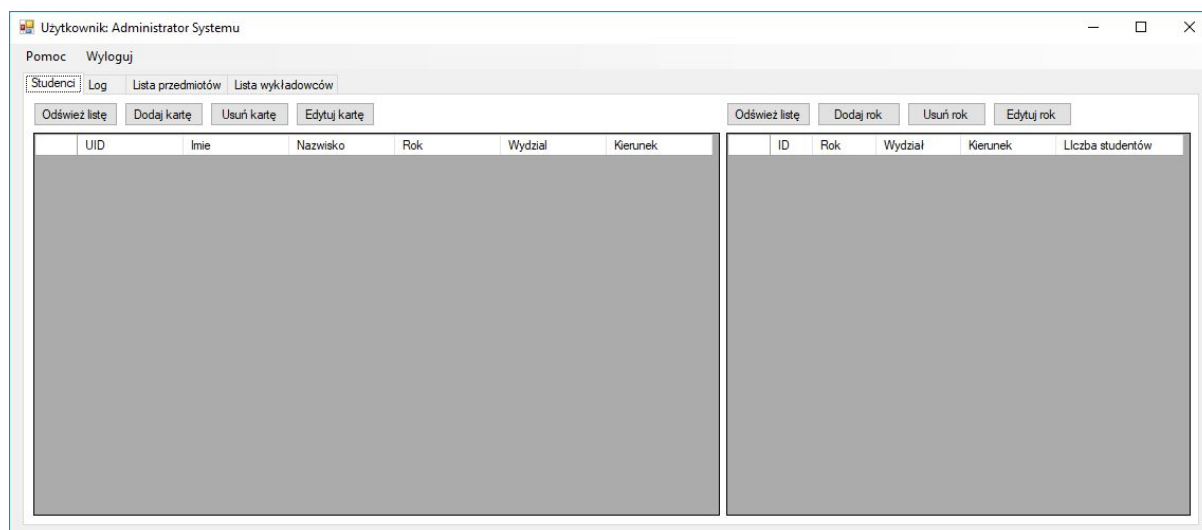 Użytkownik: Administrator Systemu
Pomoc Wyloguj
Studenci Log Lista przedmiotów Lista wykładowców
Odśwież listę Dodaj kartę Usuń kartę Edytuj kartę Odśwież listę Dodaj rok Usuń rok Edytuj rok
UID Imie Nazwisko Rok Wydzial Kierunek ID Rok Wydział Kierunek LIczba studentów